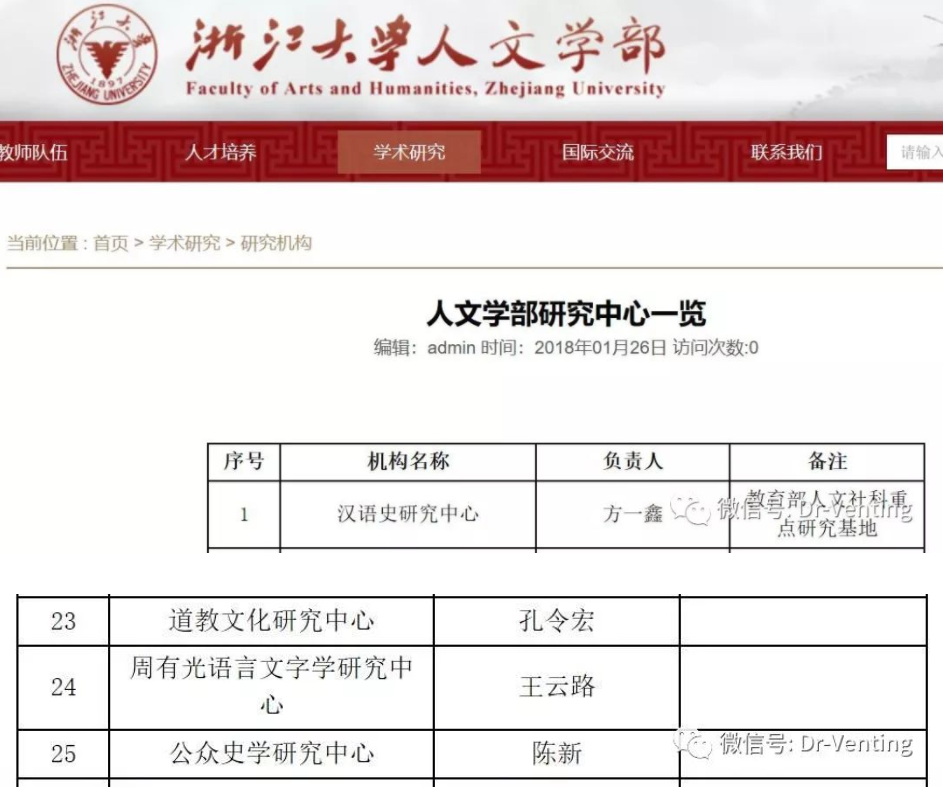 浙江大学
ZHEJIANG UNIVERSITY
1897
浙江大学人文学部
Faculty of Arts and Humanities, Zhejiang University
教师队伍 人才培养 学术研究 国际交流 联系我们 请输入
当前位置 : 首页 > 学术研究 > 研究机构
人文学部研究中心一览
编辑: admin 时间: 2018年01月26日 访问次数:0
序号 机构名称 负责人 备注
1 汉语史研究中心 方一鑫 教育部人文社科重
点研究基地
微信号: Dr-Venting
23 道教文化研究中心 孔令宏
24 周有光语言文字学研究中
心 王云路
25 公众史学研究中心 陈新
微信号: Dr-Venting